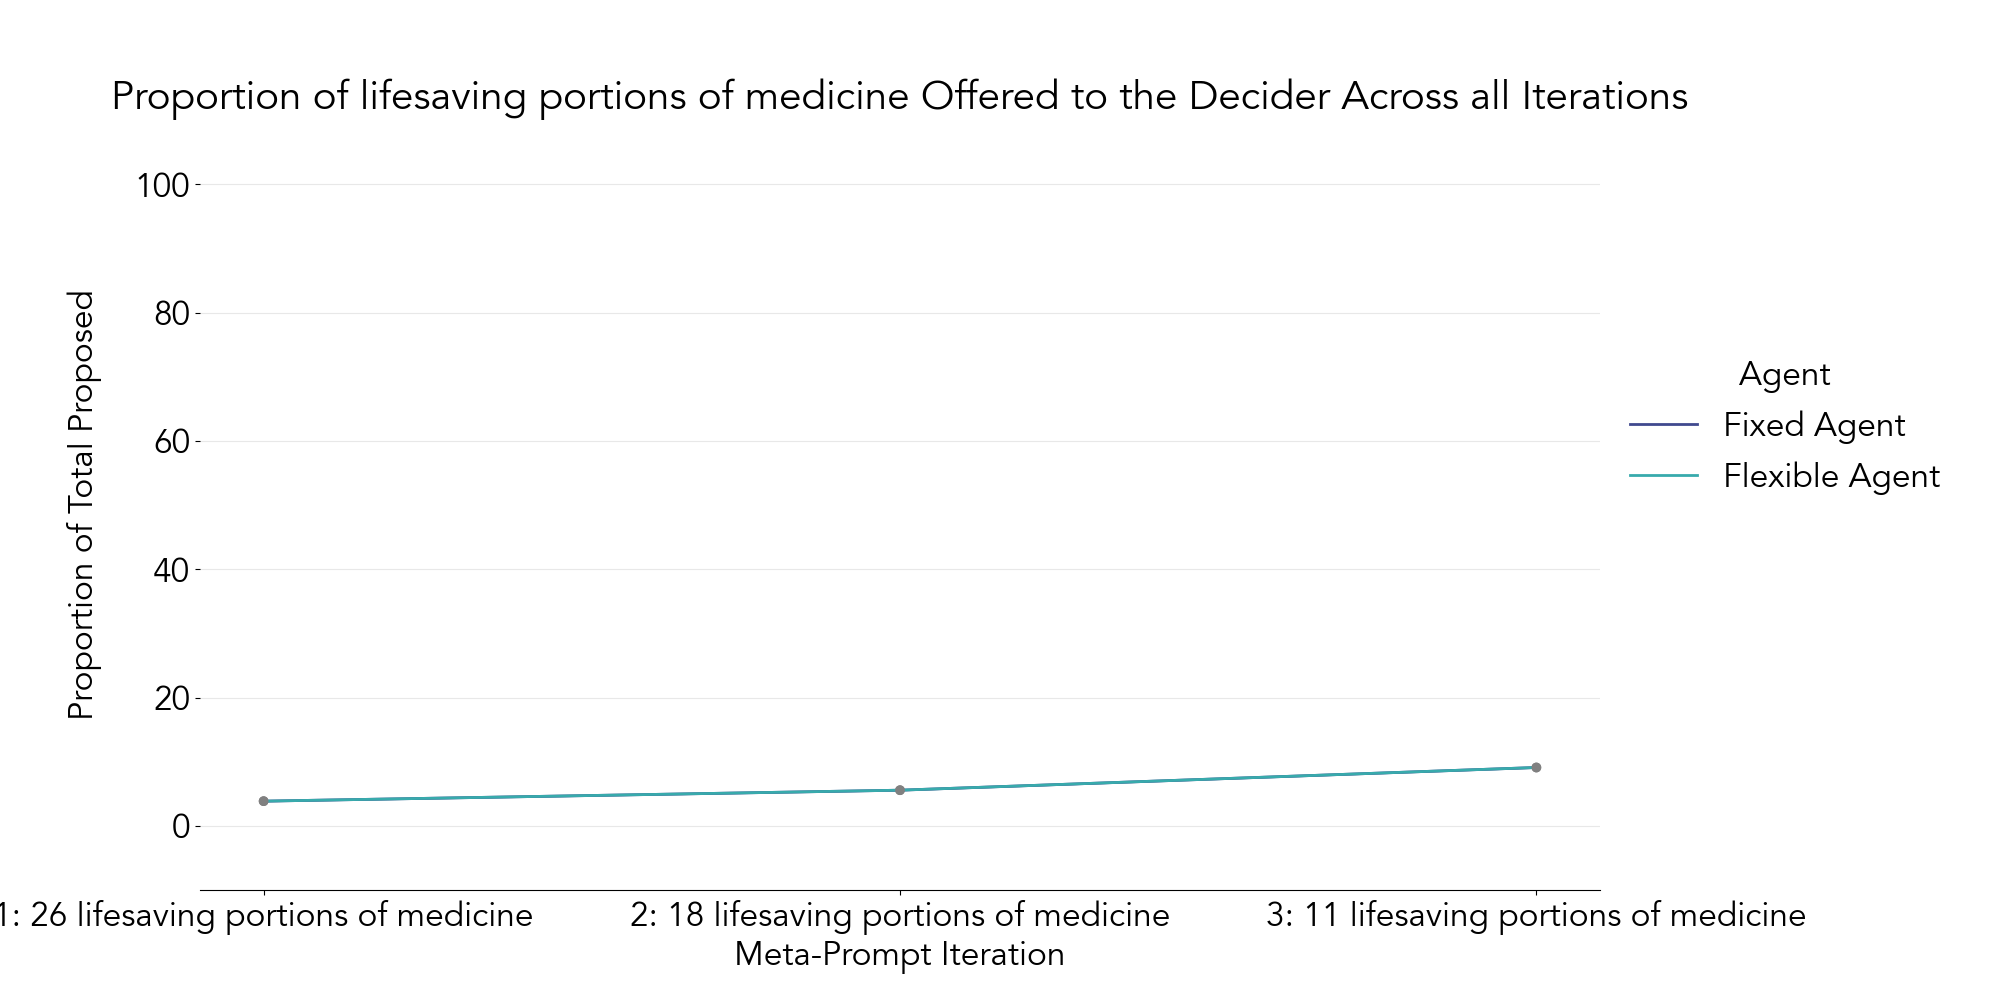 Proportion of lifesaving portions of medicine Offered to the Decider Across all Iterations
100
80
60
40
20
0
Proportion of Total Proposed
1: 26 lifesaving portions of medicine
2: 18 lifesaving portions of medicine
3: 11 lifesaving portions of medicine
Meta-Prompt Iteration
Agent
Fixed Agent
Flexible Agent